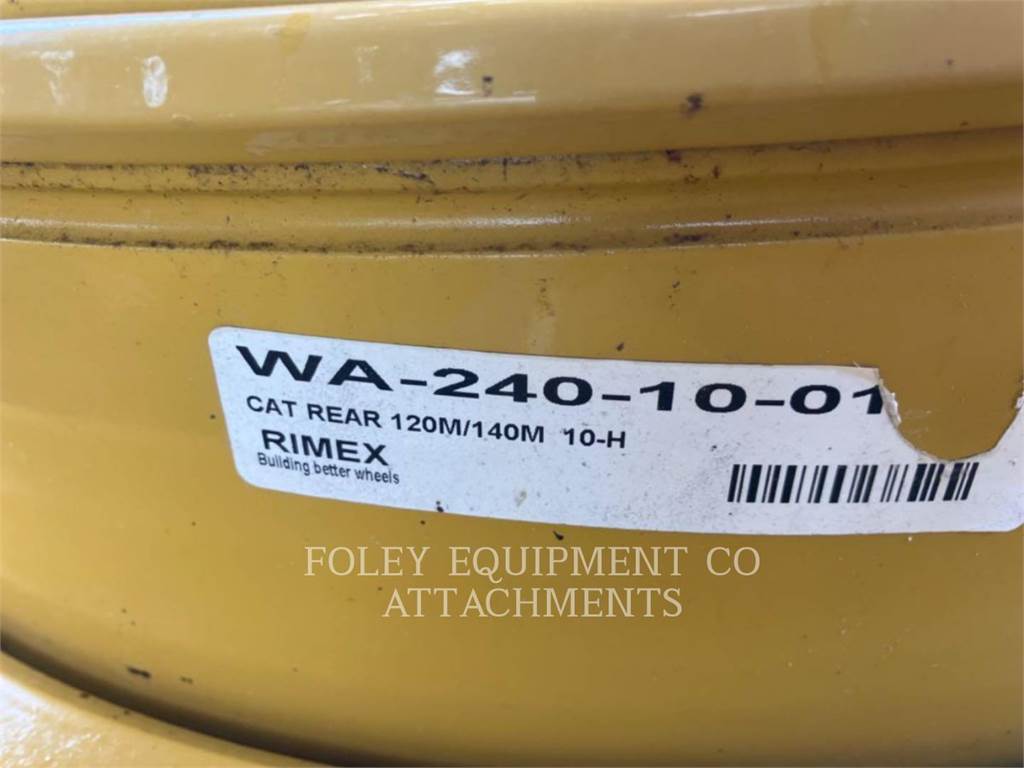 WA-240-10-01
CAT REAR 120M/140M 10-H
RIMEX
Building better wheels
FOLEY EQUIPMENT CO
ATTACHMENTS